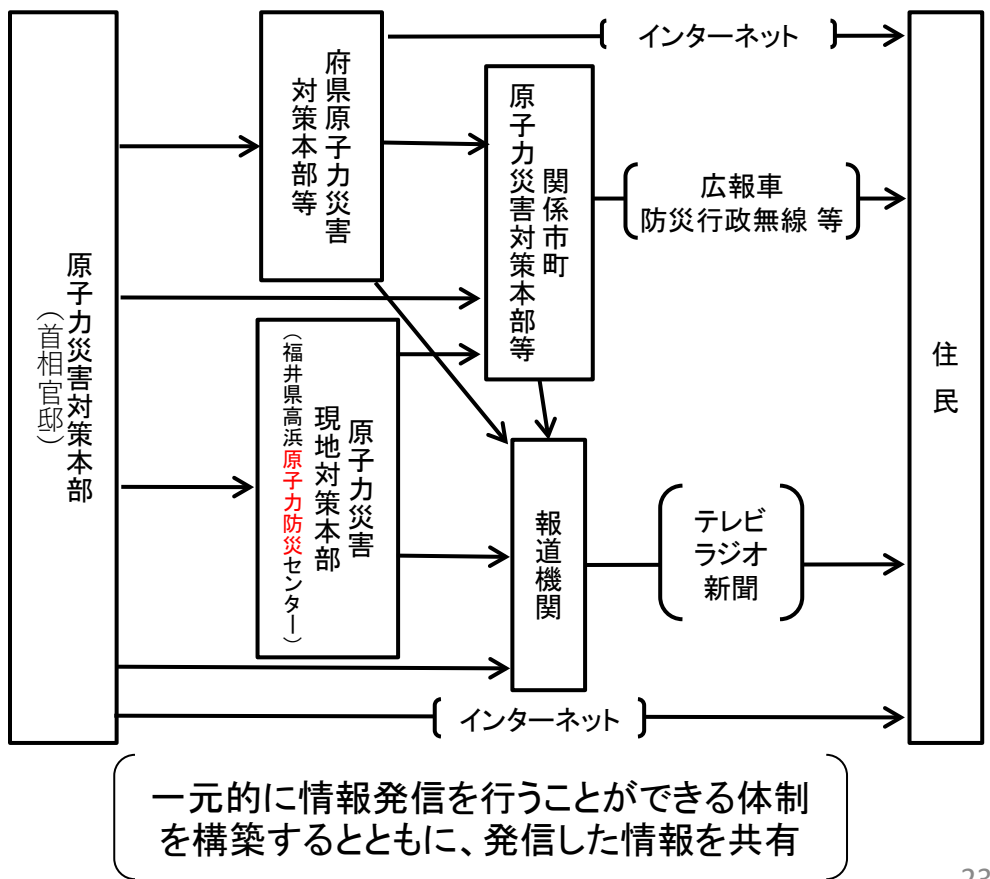 原子力災害対策本部
（首相官邸）
府県原子力災害
対策本部等
関係市町
原子力災害対策本部等
原子力災害
現地対策本部
（福井県高浜原子力防災センター）
報道機関
インターネット
広報車
防災行政無線 等
テレビ
ラジオ
新聞
インターネット
住民
一元的に情報発信を行うことができる体制
を構築するとともに、発信した情報を共有
23